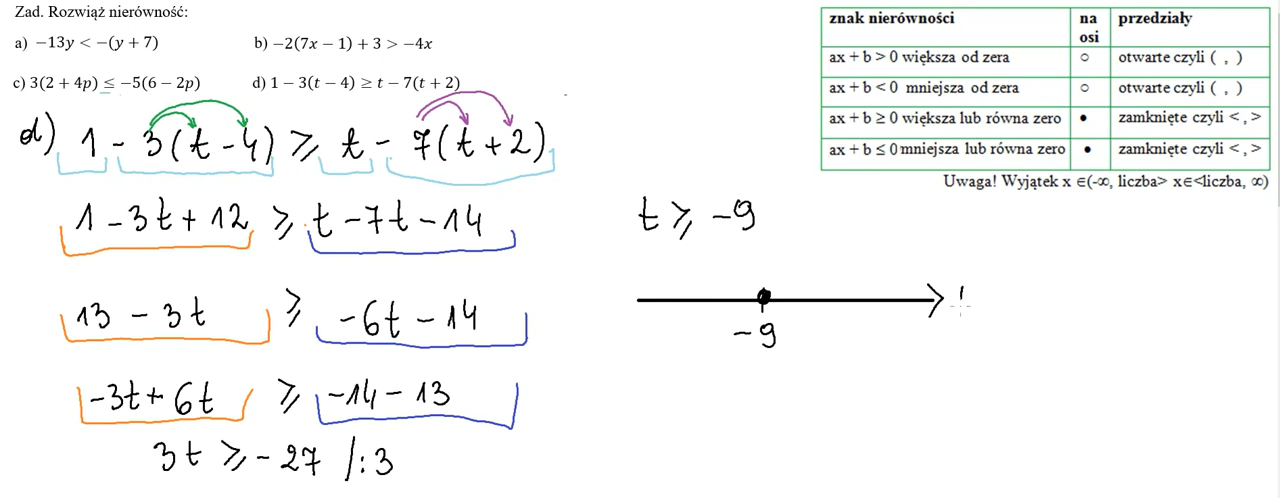 Zad. Rozwiąż nierówność:
a) −13y < −(y + 7)
b) −2(7x − 1) + 3 > −4x
c) 3(2 + 4p) ≤ −5(6 − 2p)
d) 1 − 3(t − 4) ≥ t − 7(t + 2)
d) 1 - 3(t - 4) ≥ t - 7(t + 2)
1 - 3t + 12 ≥ t - 7t - 14
13 - 3t ≥ -6t - 14
-3t + 6t ≥ -14 - 13
3t ≥ -27 /:3
t ≥ -9
-9
znak nierówności na osi przedziały
ax + b > 0 większa od zera ○ otwarte czyli ( , )
ax + b < 0 mniejsza od zera ○ otwarte czyli ( , )
ax + b ≥ 0 większa lub równa zero ● zamknięte czyli < , >
ax + b ≤ 0 mniejsza lub równa zero ● zamknięte czyli < , >
Uwaga! Wyjątek x ∈(-∞, liczba> x∈<liczba, ∞)